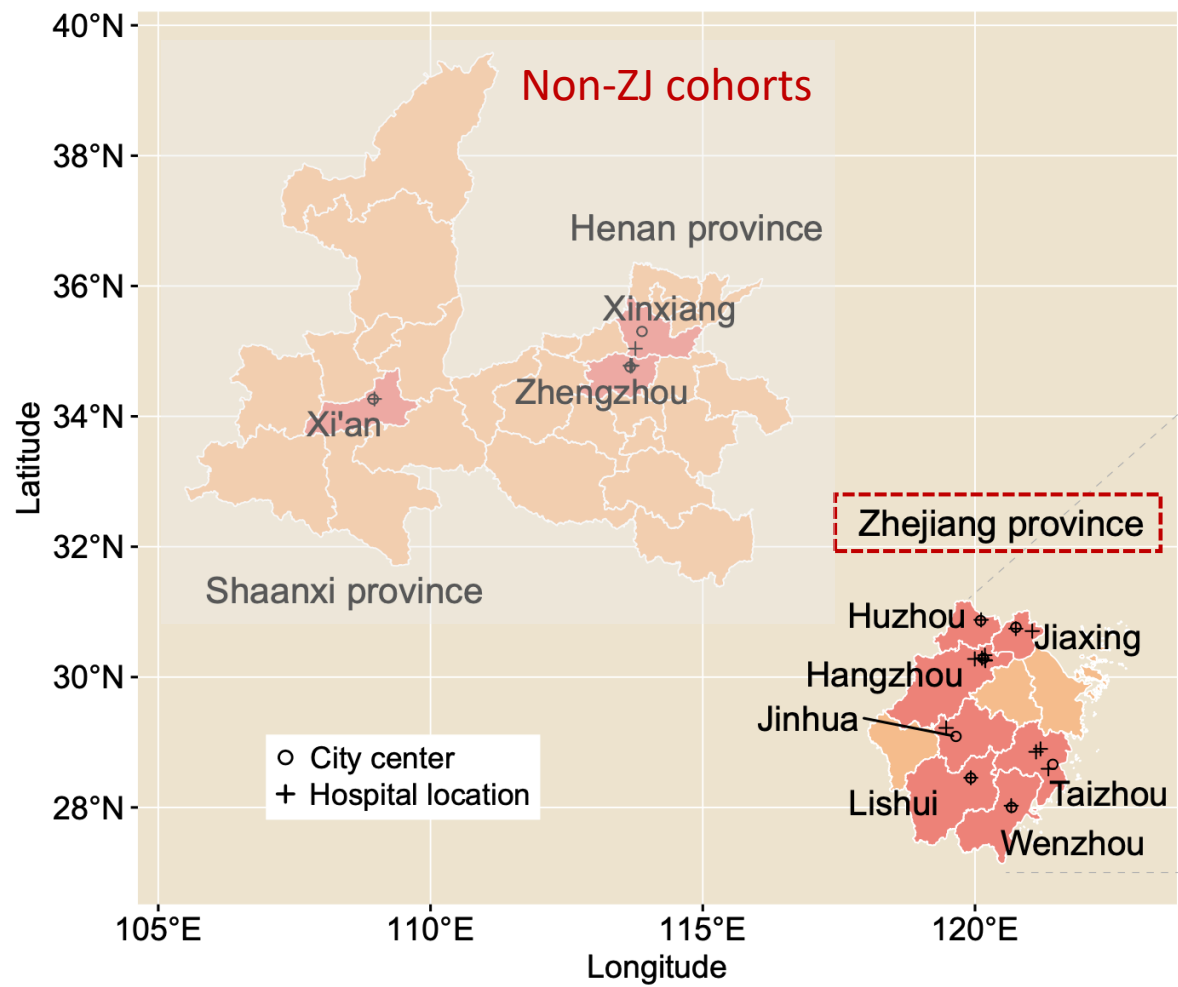 40°N
Non-ZJ cohorts
38°N
Henan province
36°N
Xinxiang
Zhengzhou
34°N
Xi'an
Latitude
Zhejiang province
32°N
Shaanxi province
Huzhou
Jiaxing
30°N
Hangzhou
Jinhua
City center
Hospital location
28°N
Lishui
Taizhou
Wenzhou
105°E
110°E
115°E
120°E
Longitude